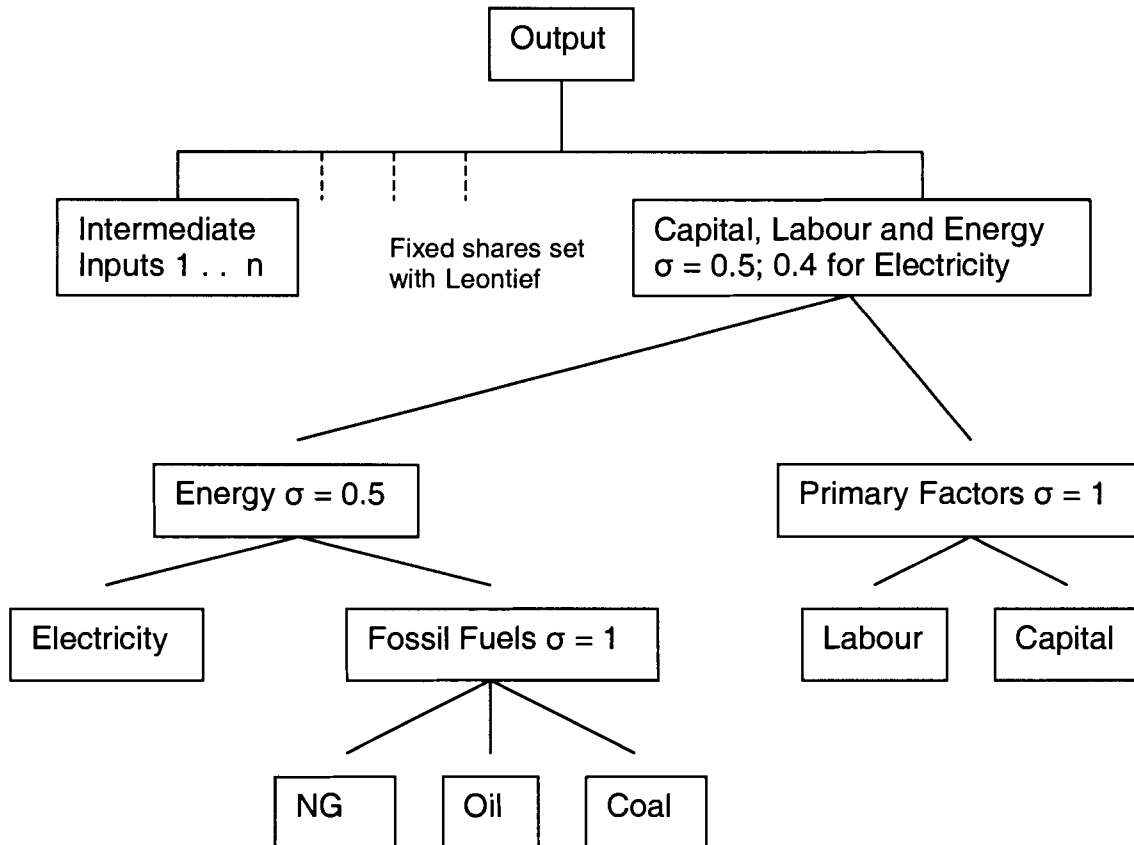 Output
Intermediate
Inputs 1 . . n
Fixed shares set
with Leontief
Capital, Labour and Energy
σ = 0.5; 0.4 for Electricity
Energy σ = 0.5
Primary Factors σ = 1
Electricity
Fossil Fuels σ = 1
Labour
Capital
NG
Oil
Coal